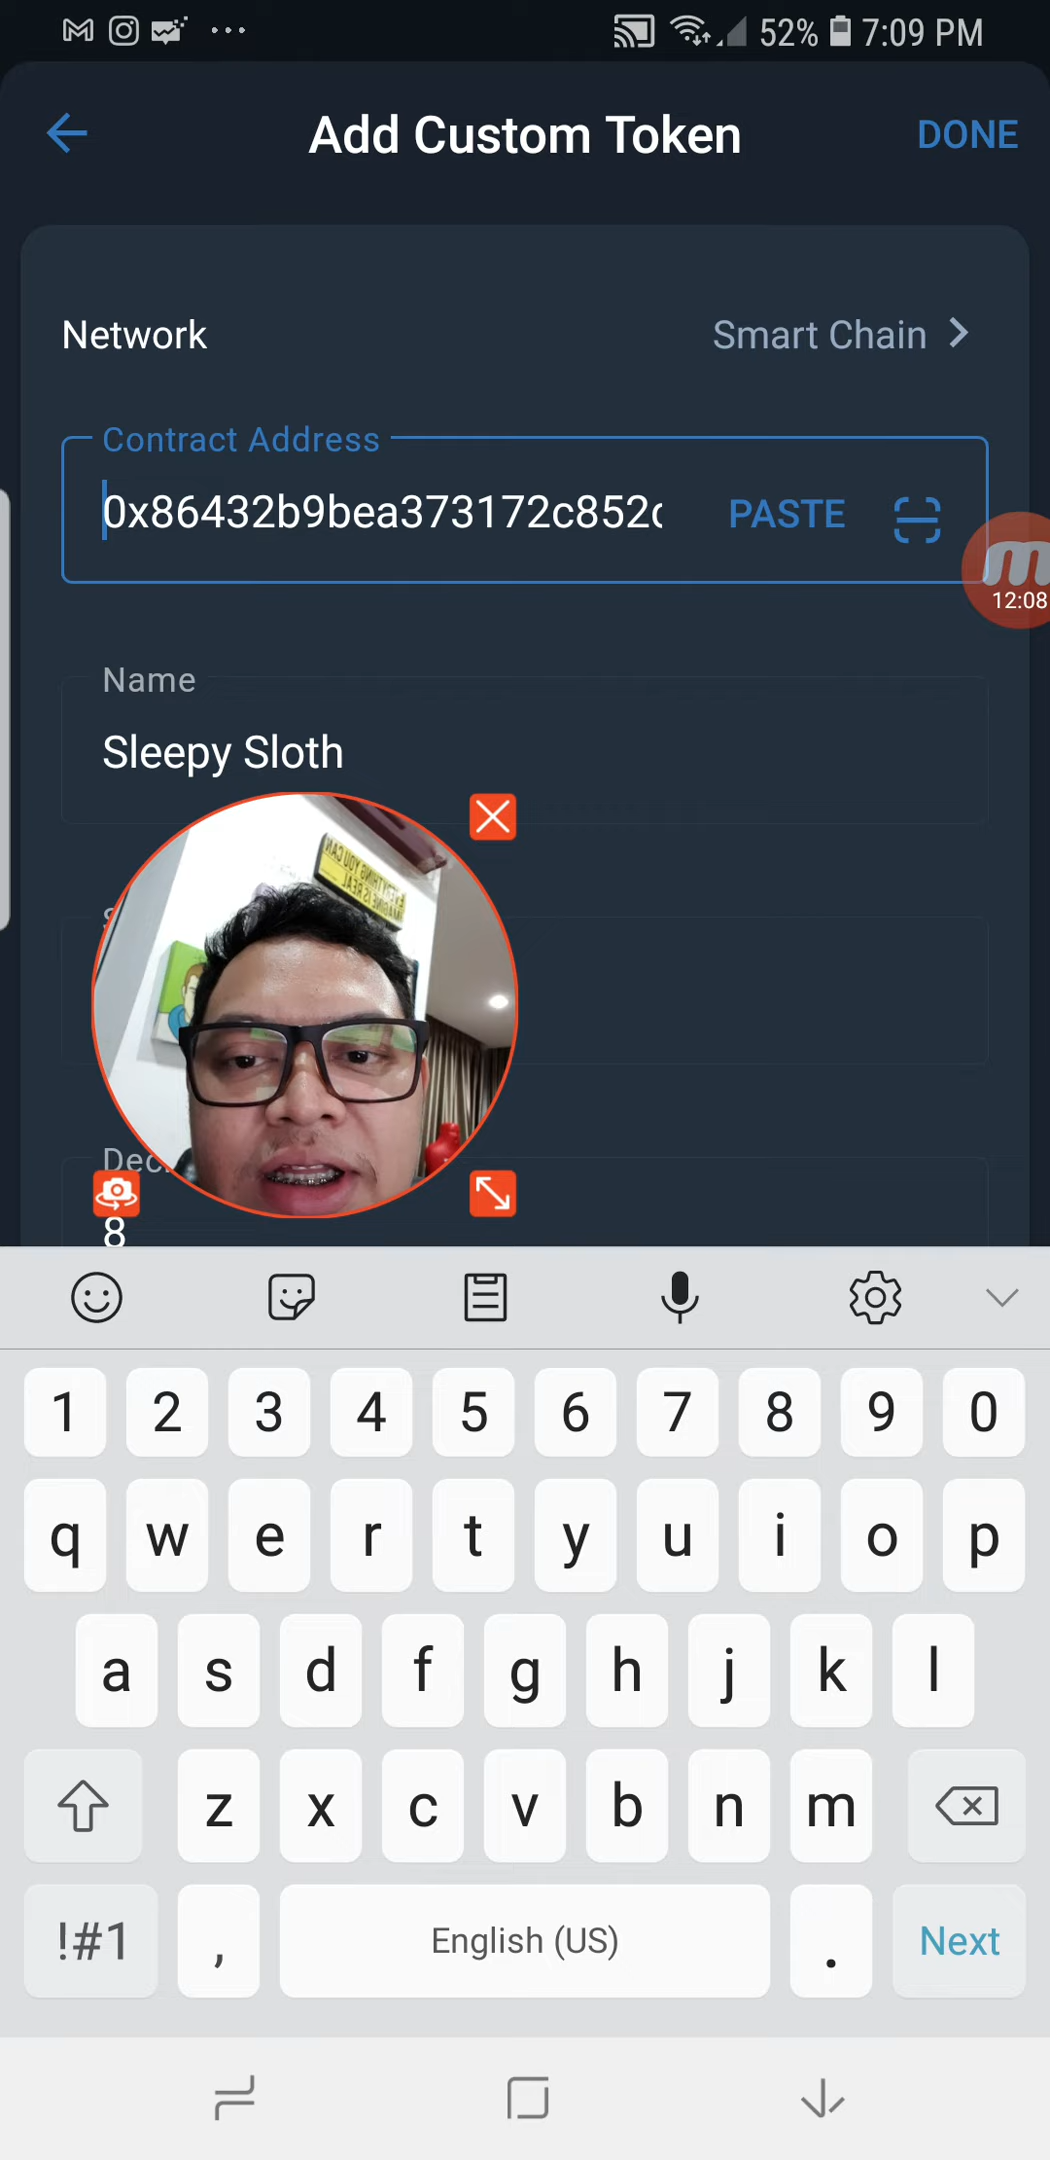 52% 7:09 PM
Add Custom Token
DONE
Network
Smart Chain
Contract Address
0x86432b9bea373172c852
PASTE
12:08
Name
Sleepy Sloth
Dec
8
1 2 3 4 5 6 7 8 9 0
q w e r t y u i o p
a s d f g h j k l
z x c v b n m
!#1 , English (US) . Next